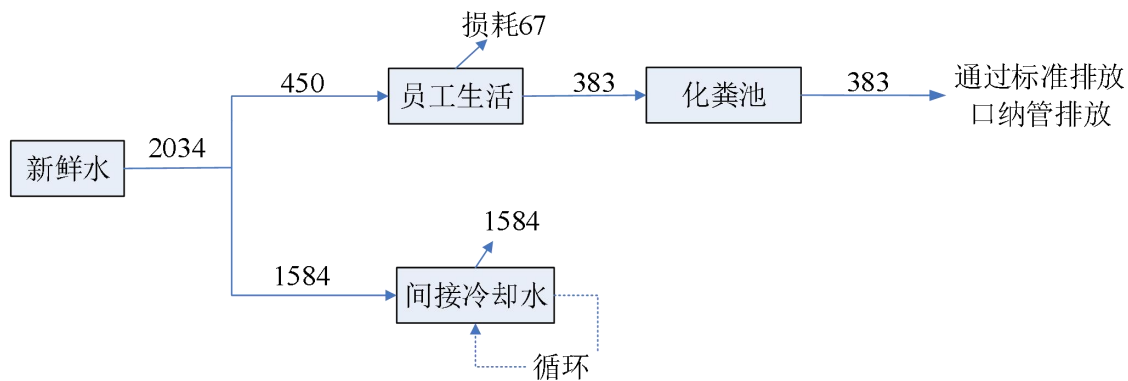 损耗67
450
员工生活
383
化粪池
383
通过标准排放
口纳管排放
新鲜水
2034
1584
1584
间接冷却水
循环